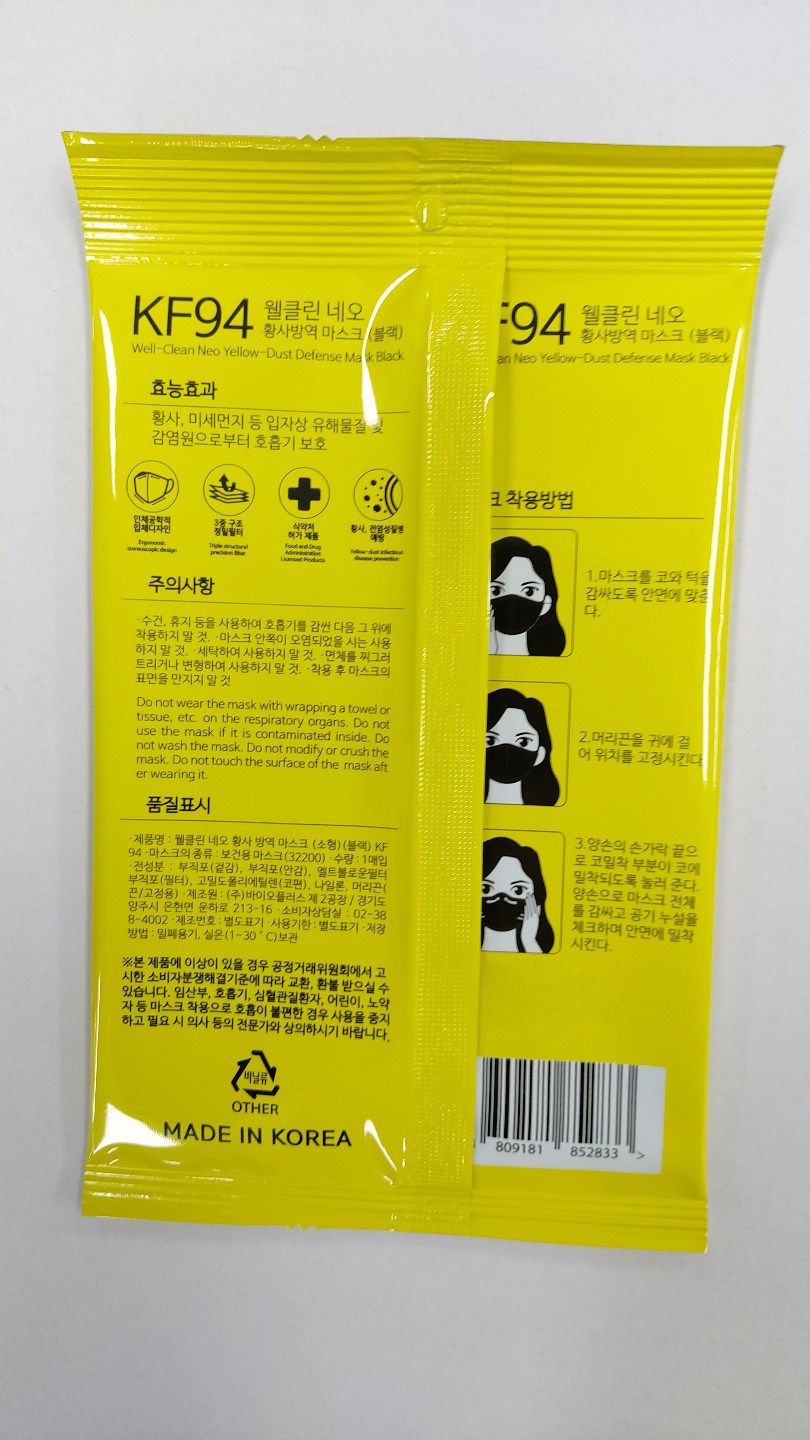 KF94 웰클린 네오
황사방역 마스크 (블랙)
Well-Clean Neo Yellow-Dust Defense Mask Black
효능효과
황사, 미세먼지 등 입자상 유해물질 및
감염원으로부터 호흡기 보호
인체공학적
입체디자인
Ergonomic
stereoscopic design
3중 구조
정밀필터
Triple structural
precision filter
식약처
허가 제품
Food and Drug
Administration
Licensed Products
황사, 전염성질병
예방
Yellow-dust infectious
disease prevention
주의사항
·수건, 휴지 등을 사용하여 호흡기를 감싼 다음 그 위에
착용하지 말 것. ·마스크 안쪽이 오염되었을 시는 사용
하지 말 것. ·세탁하여 사용하지 말 것. ·면체를 찌그러
트리거나 변형하여 사용하지 말 것. ·착용 후 마스크의
표면을 만지지 말 것
Do not wear the mask with wrapping a towel or
tissue, etc. on the respiratory organs. Do not
use the mask if it is contaminated inside. Do
not wash the mask. Do not modify or crush the
mask. Do not touch the surface of the mask aft
er wearing it.
품질표시
·제품명 : 웰클린 네오 황사 방역 마스크 (소형)(블랙) KF
94 ·마스크의 종류 : 보건용 마스크(32200) ·수량 : 1매입
·전성분 : 부직포(겉감), 부직포(안감), 멜트블로운필터
부직포(필터), 고밀도폴리에틸렌(코편), 나일론, 머리끈(
끈/고정용) ·제조원 : (주)바이오플러스 제2공장 / 경기도
양주시 은현면 운하로 213-16 ·소비자상담실 : 02-38
8-4002 ·제조번호 : 별도표기 ·사용기한 : 별도표기 ·저장
방법 : 밀폐용기, 실온(1~30˚C)보관
※본 제품에 이상이 있을 경우 공정거래위원회에서 고
시한 소비자분쟁해결기준에 따라 교환, 환불 받으실 수
있습니다. 임산부, 호흡기, 심혈관질환자, 어린이, 노약
자 등 마스크 착용으로 호흡이 불편한 경우 사용을 중지
하고 필요 시 의사 등의 전문가와 상의하시기 바랍니다.
비닐류
OTHER
MADE IN KOREA
F94 웰클린 네오
황사방역 마스크 (블랙)
an Neo Yellow-Dust Defense Mask Black
크 착용방법
1.마스크를 코와 턱을
감싸도록 안면에 맞춘
다.
2.머리끈을 귀에 걸
어 위치를 고정시킨다
3.양손의 손가락 끝으
로 코밀착 부분이 코에
밀착되도록 눌러 준다.
양손으로 마스크 전체
를 감싸고 공기 누설을
체크하며 안면에 밀착
시킨다.
809181 852833 >